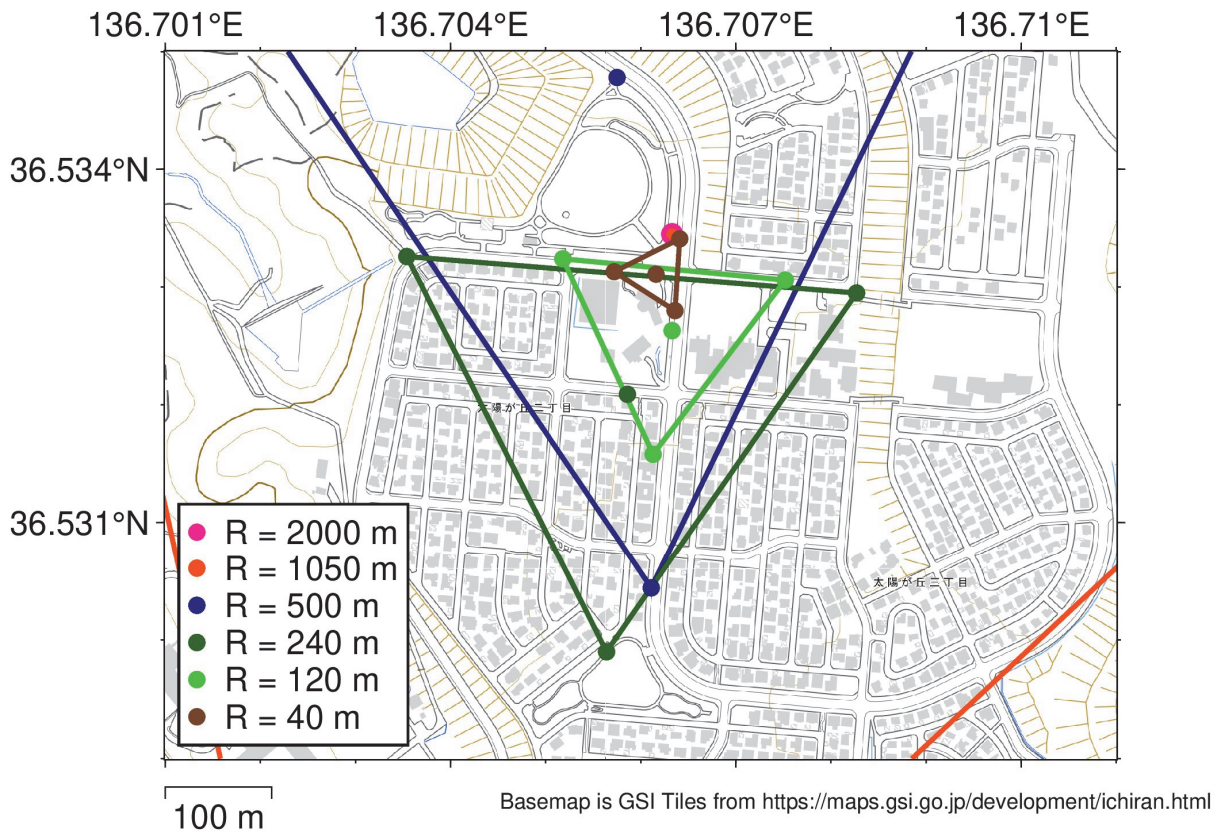 136.701°E 136.704°E 136.707°E 136.71°E
36.534°N
太陽が丘二丁目
36.531°N
太陽が丘三丁目
R = 2000 m
R = 1050 m
R = 500 m
R = 240 m
R = 120 m
R = 40 m
100 m
Basemap is GSI Tiles from https://maps.gsi.go.jp/development/ichiran.html